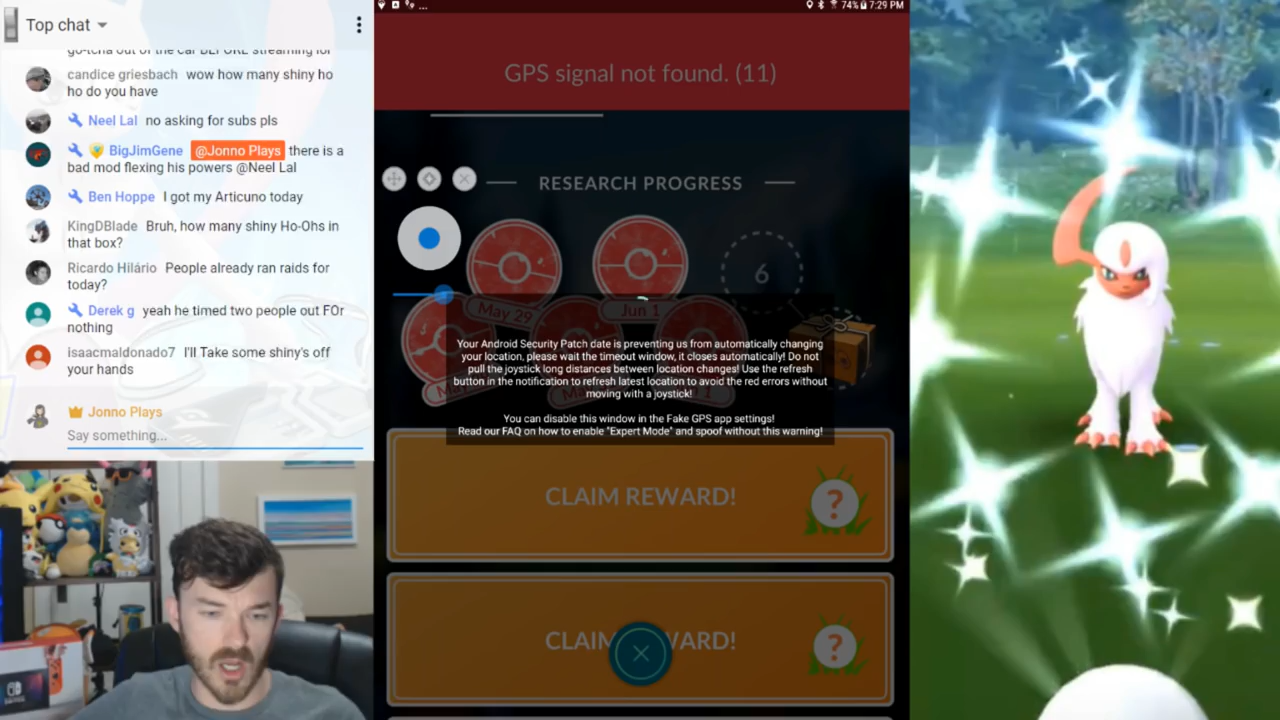 Top chat
go-tcha out of the car BEFORE streaming for
candice griesbach wow how many shiny ho
ho do you have
Neel Lal no asking for subs pls
BigJimGene @Jonno Plays there is a
bad mod flexing his powers @Neel Lal
Ben Hoppe I got my Articuno today
KingDBlade Bruh, how many shiny Ho-Ohs in
that box?
Ricardo Hilário People already ran raids for
today?
Derek g yeah he timed two people out FOr
nothing
isaacmaldonado7 I'll Take some shiny's off
your hands
Jonno Plays
Say something...
... 74% 7:29 PM
GPS signal not found. (11)
RESEARCH PROGRESS
6
May 29
Jun 1
Your Android Security Patch date is preventing us from automatically changing
your location, please wait the timeout window, it closes automatically! Do not
pull the joystick long distances between location changes! Use the refresh
button in the notification to refresh latest location to avoid the red errors without
moving with a joystick!
You can disable this window in the Fake GPS app settings!
Read our FAQ on how to enable "Expert Mode" and spoof without this warning!
CLAIM REWARD!
?
CLAIM REWARD!
?